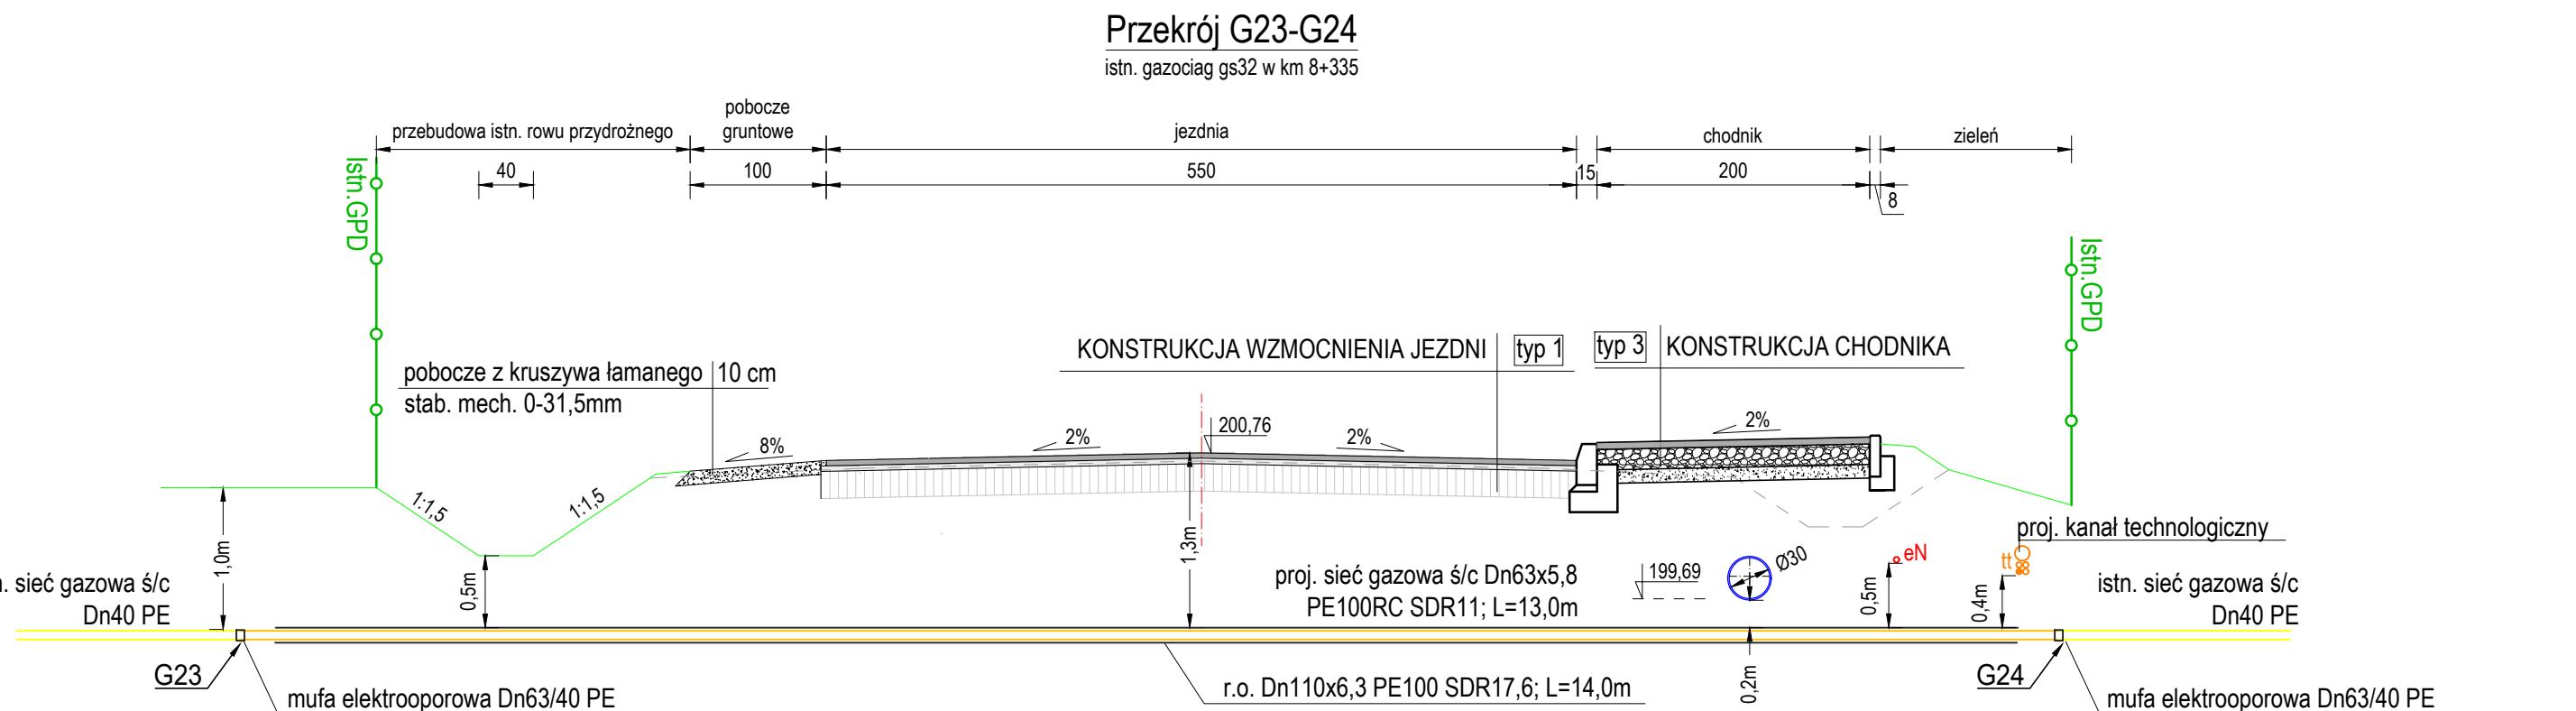 Przekrój G23-G24
istn. gazociag gs32 w km 8+335
przebudowa istn. rowu przydrożnego
pobocze
gruntowe
jezdnia
chodnik
zieleń
40
100
550
15
200
8
Istn.GPD
Istn.GPD
KONSTRUKCJA WZMOCNIENIA JEZDNI
typ 1
typ 3
KONSTRUKCJA CHODNIKA
pobocze z kruszywa łamanego
10 cm
stab. mech. 0-31,5mm
8%
2%
200,76
2%
2%
1:1,5
1:1,5
1,0m
0,5m
1,3m
proj. kanał technologiczny
eN
tt
Ø30
199,69
0,5m
0,4m
n. sieć gazowa ś/c
Dn40 PE
proj. sieć gazowa ś/c Dn63x5,8
PE100RC SDR11; L=13,0m
istn. sieć gazowa ś/c
Dn40 PE
G23
G24
0,2m
r.o. Dn110x6,3 PE100 SDR17,6; L=14,0m
mufa elektrooporowa Dn63/40 PE
mufa elektrooporowa Dn63/40 PE